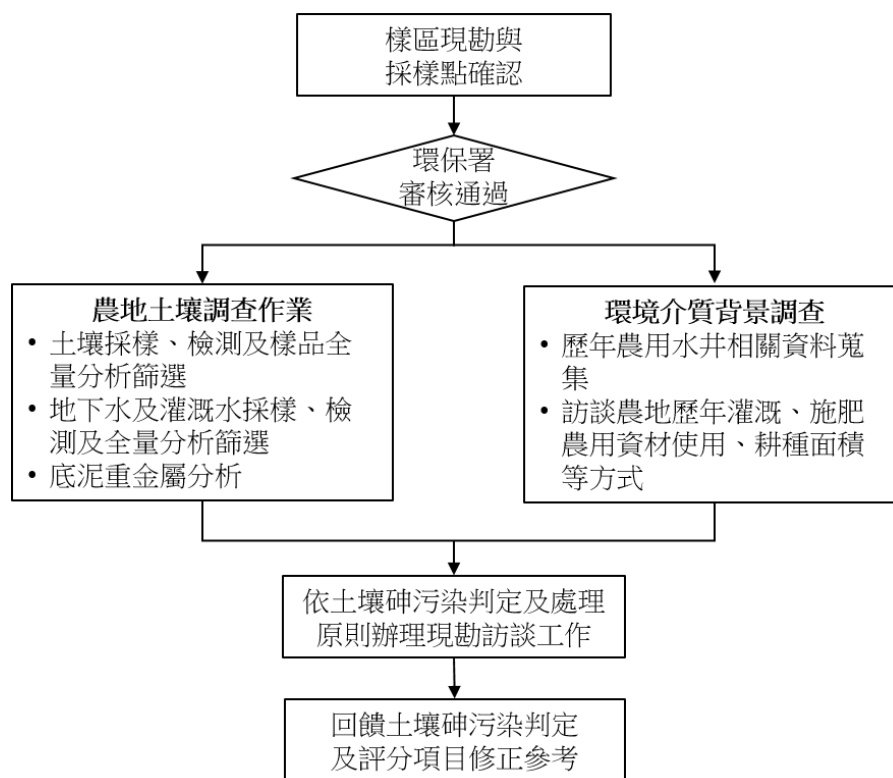 樣區現勘與
採樣點確認
環保署
審核通過
農地土壤調查作業
• 土壤採樣、檢測及樣品全
量分析篩選
• 地下水及灌溉水採樣、檢
測及全量分析篩選
• 底泥重金屬分析
環境介質背景調查
• 歷年農用水井相關資料蒐
集
• 訪談農地歷年灌溉、施肥
農用資材使用、耕種面積
等方式
依土壤砷污染判定及處理
原則辦理現勘訪談工作
回饋土壤砷污染判定
及評分項目修正參考